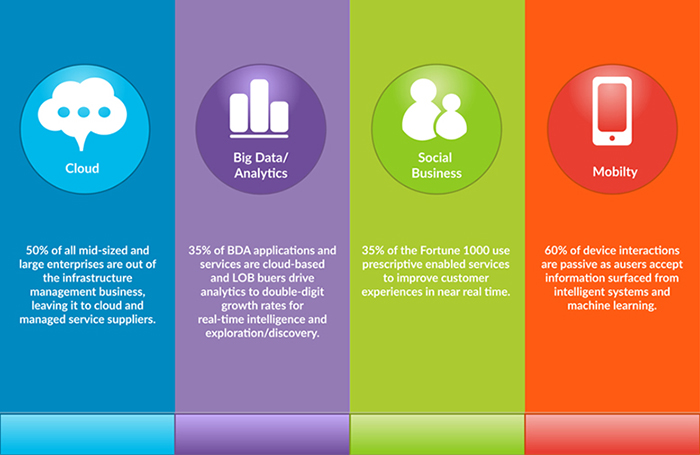 Cloud
50% of all mid-sized and
large enterprises are out of
the infrastructure
management business,
leaving it to cloud and
managed service suppliers.
Big Data/
Analytics
35% of BDA applications and
services are cloud-based
and LOB buers drive
analytics to double-digit
growth rates for
real-time intelligence and
exploration/discovery.
Social
Business
35% of the Fortune 1000 use
prescriptive enabled services
to improve customer
experiences in near real time.
Mobilty
60% of device interactions
are passive as ausers accept
information surfaced from
intelligent systems and
machine learning.